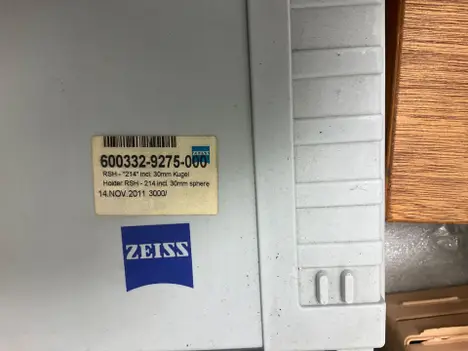 600332-9275-000
RSH - "214" incl. 30mm Kugel
Holder RSH - 214 incl. 30mm sphere
14.NOV.2011 3000/
ZEISS